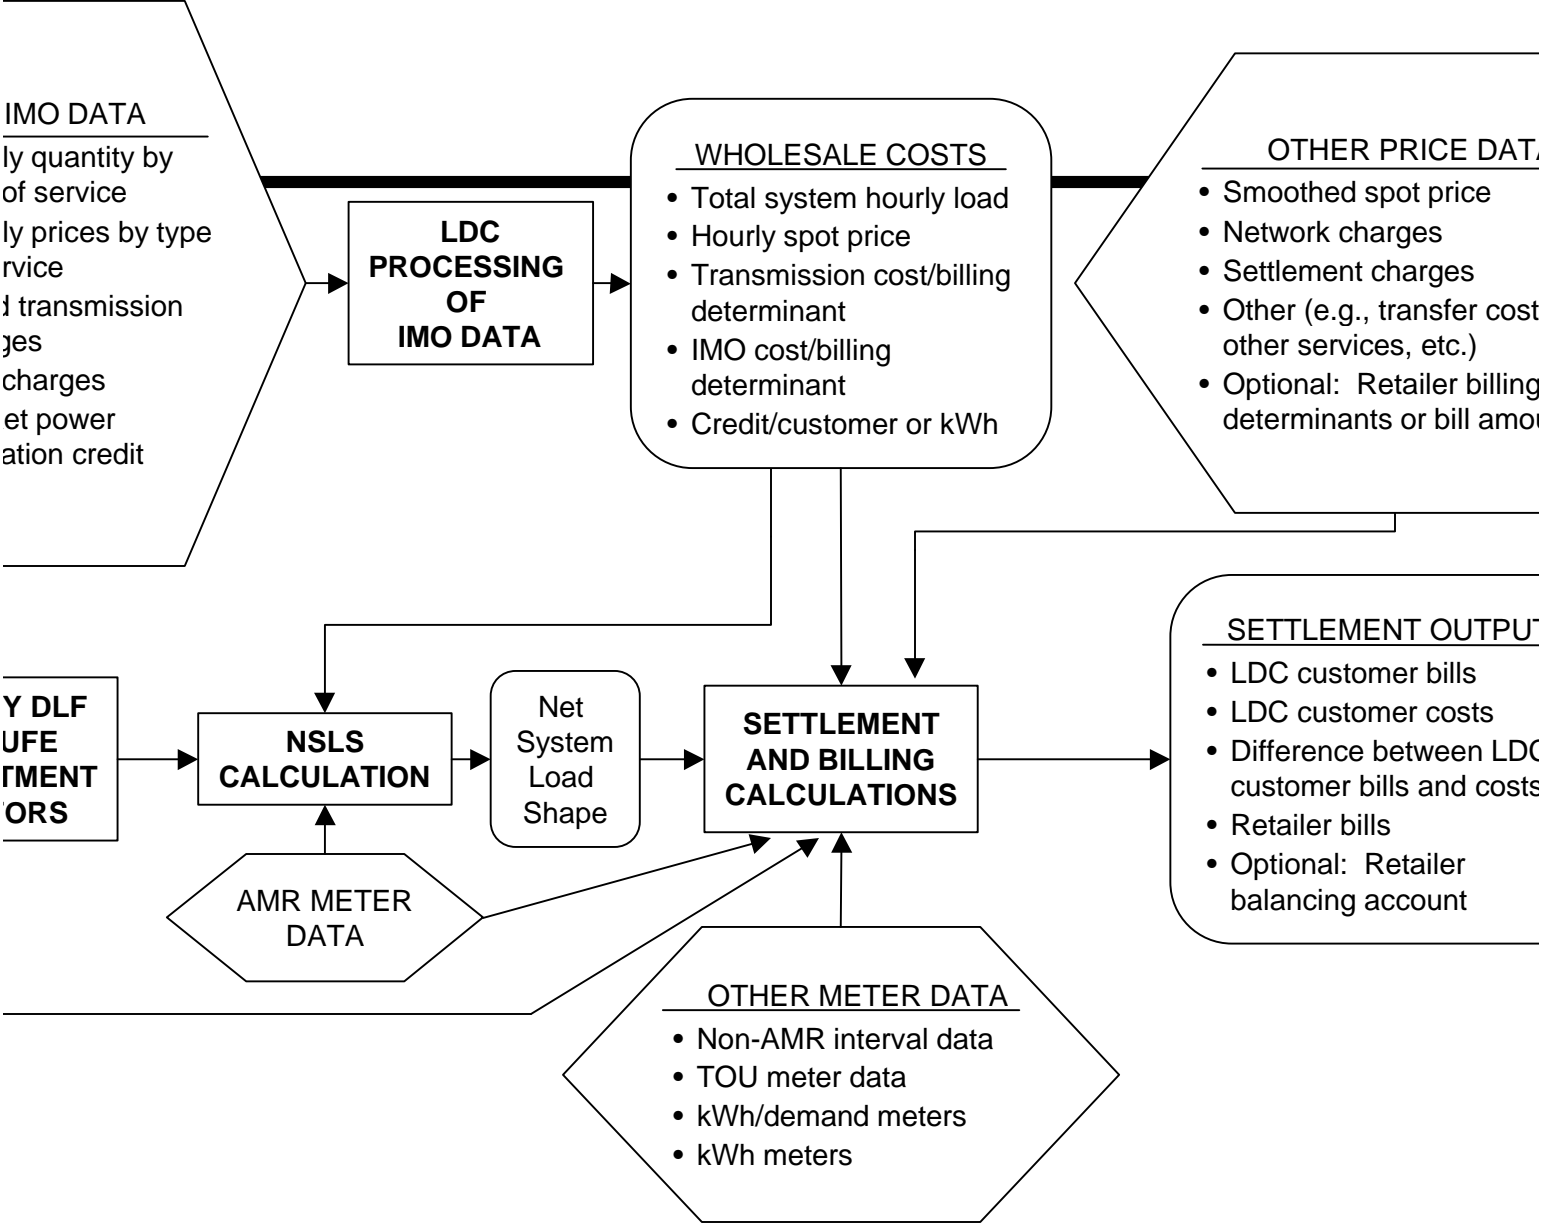 IMO DATA
ly quantity by
of service
ly prices by type
rvice
d transmission
ges
charges
et power
ation credit
LDC
PROCESSING
OF
IMO DATA
WHOLESALE COSTS
• Total system hourly load
• Hourly spot price
• Transmission cost/billing
determinant
• IMO cost/billing
determinant
• Credit/customer or kWh
OTHER PRICE DATA
• Smoothed spot price
• Network charges
• Settlement charges
• Other (e.g., transfer cost
other services, etc.)
• Optional: Retailer billing
determinants or bill amou
Y DLF
UFE
TMENT
ORS
NSLS
CALCULATION
Net
System
Load
Shape
SETTLEMENT
AND BILLING
CALCULATIONS
SETTLEMENT OUTPUT
• LDC customer bills
• LDC customer costs
• Difference between LDC
customer bills and costs
• Retailer bills
• Optional: Retailer
balancing account
AMR METER
DATA
OTHER METER DATA
• Non-AMR interval data
• TOU meter data
• kWh/demand meters
• kWh meters